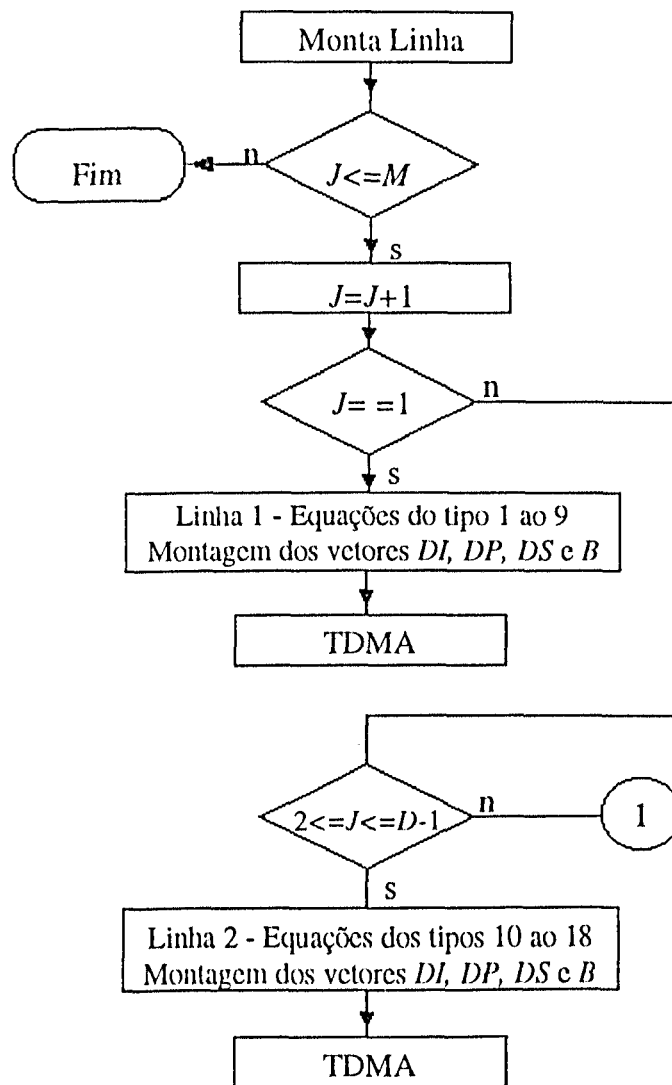 Monta Linha
n
Fim
J<=M
s
J=J+1
J= =1
n
s
Linha 1 - Equações do tipo 1 ao 9
Montagem dos vetores DI, DP, DS e B
TDMA
2<=J<=D-1
n
1
s
Linha 2 - Equações dos tipos 10 ao 18
Montagem dos vetores DI, DP, DS e B
TDMA